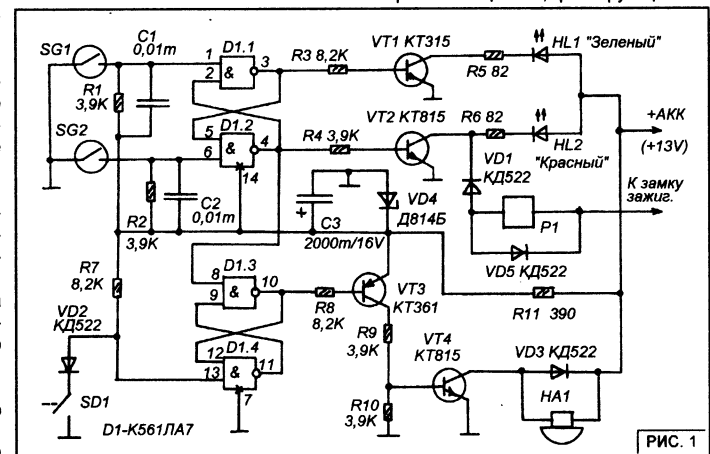 SG1
C1
0,01m
1
2
&
D1.1
3
R3 8,2K
VT1 KT315
R5 82
HL1 "Зеленый"
R1
3,9K
SG2
5
6
&
D1.2
4
14
R4 3,9K
VT2 KT815
R6 82
HL2
"Красный"
+АКК
(+13V)
VD1
КД522
К замку
зажиг.
R2
3,9K
C2
0,01m
+
C3
2000m/16V
VD4
Д814Б
P1
VD5 КД522
R7
8,2K
8
9
&
D1.3
10
R8
8,2K
VT3
KT361
R11 390
VD2
КД522
R9
3,9K
VT4
KT815
12
13
&
D1.4
11
7
VD3 КД522
HA1
SD1
R10
3,9K
D1-К561ЛА7
РИС. 1